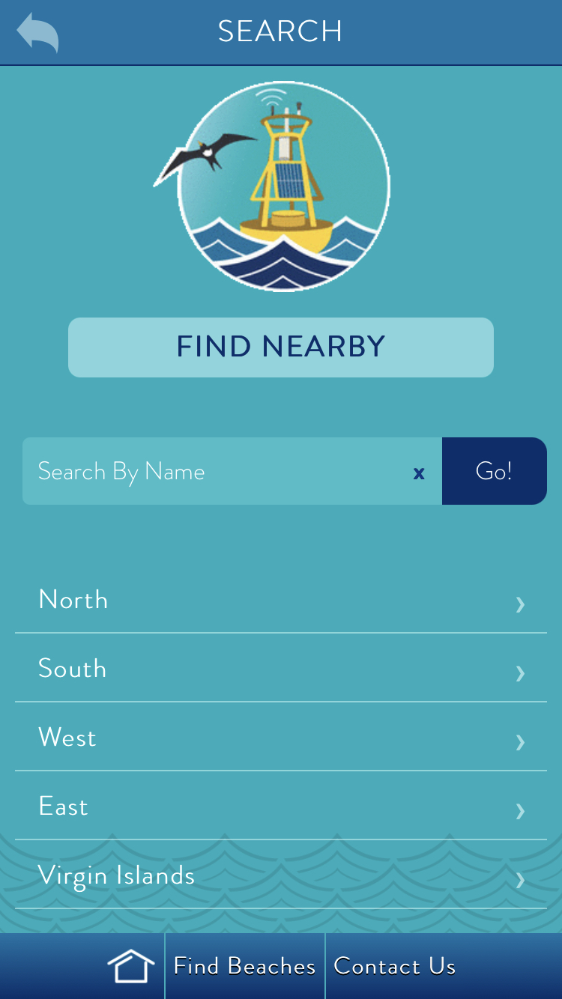 SEARCH
FIND NEARBY
Search By Name x Go!
North
South
West
East
Virgin Islands
Find Beaches Contact Us